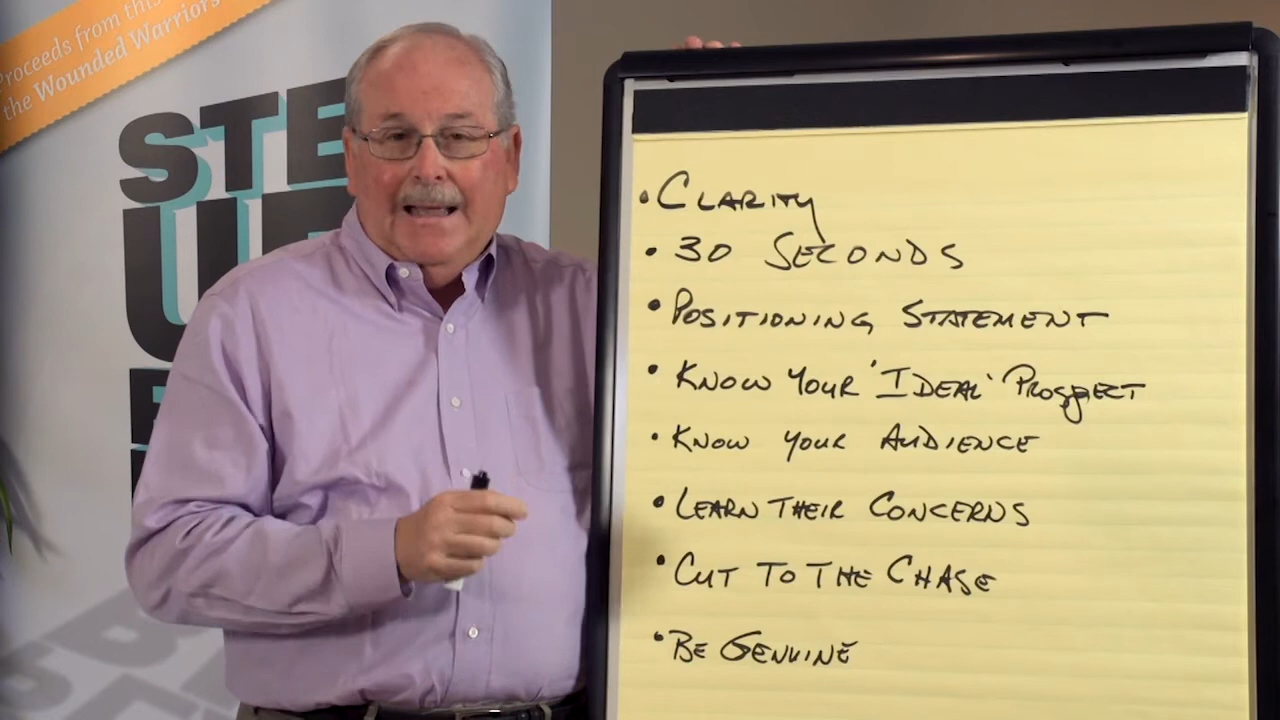 Proceeds from this
the Wounded Warriors
STE
UP
• CLARITY
• 30 SECONDS
• POSITIONING STATEMENT
• KNOW YOUR 'IDEAL' PROSPECT
• KNOW YOUR AUDIENCE
• LEARN THEIR CONCERNS
• CUT TO THE CHASE
• BE GENUINE